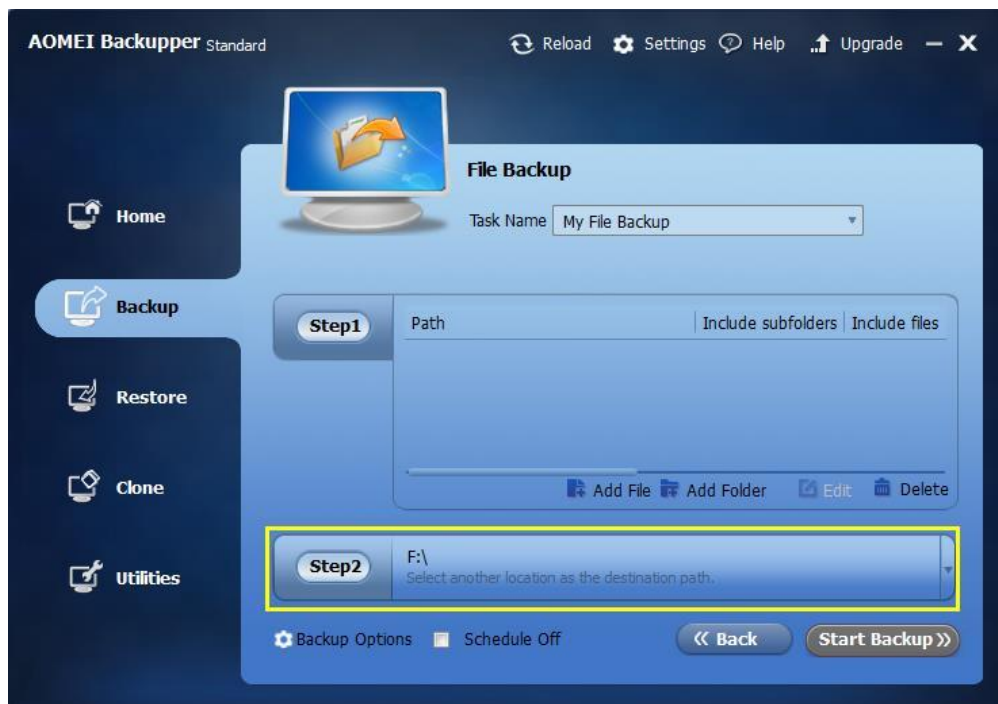 AOMEI Backupper Standard
Reload Settings Help Upgrade
File Backup
Home
Task Name My File Backup
Backup
Step1 Path Include subfolders Include files
Restore
Clone
Add File Add Folder Edit Delete
Step2 F:\
Select another location as the destination path.
Utilities
Backup Options Schedule Off « Back Start Backup »